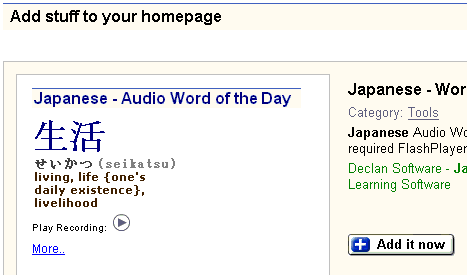 Add stuff to your homepage
Japanese - Audio Word of the Day
生活
せいかつ (seikatsu)
living, life {one's
daily existence},
livelihood
Play Recording:
More..
Japanese - Wor
Category: Tools
Japanese Audio Wo
required FlashPlayer
Declan Software - Ja
Learning Software
Add it now